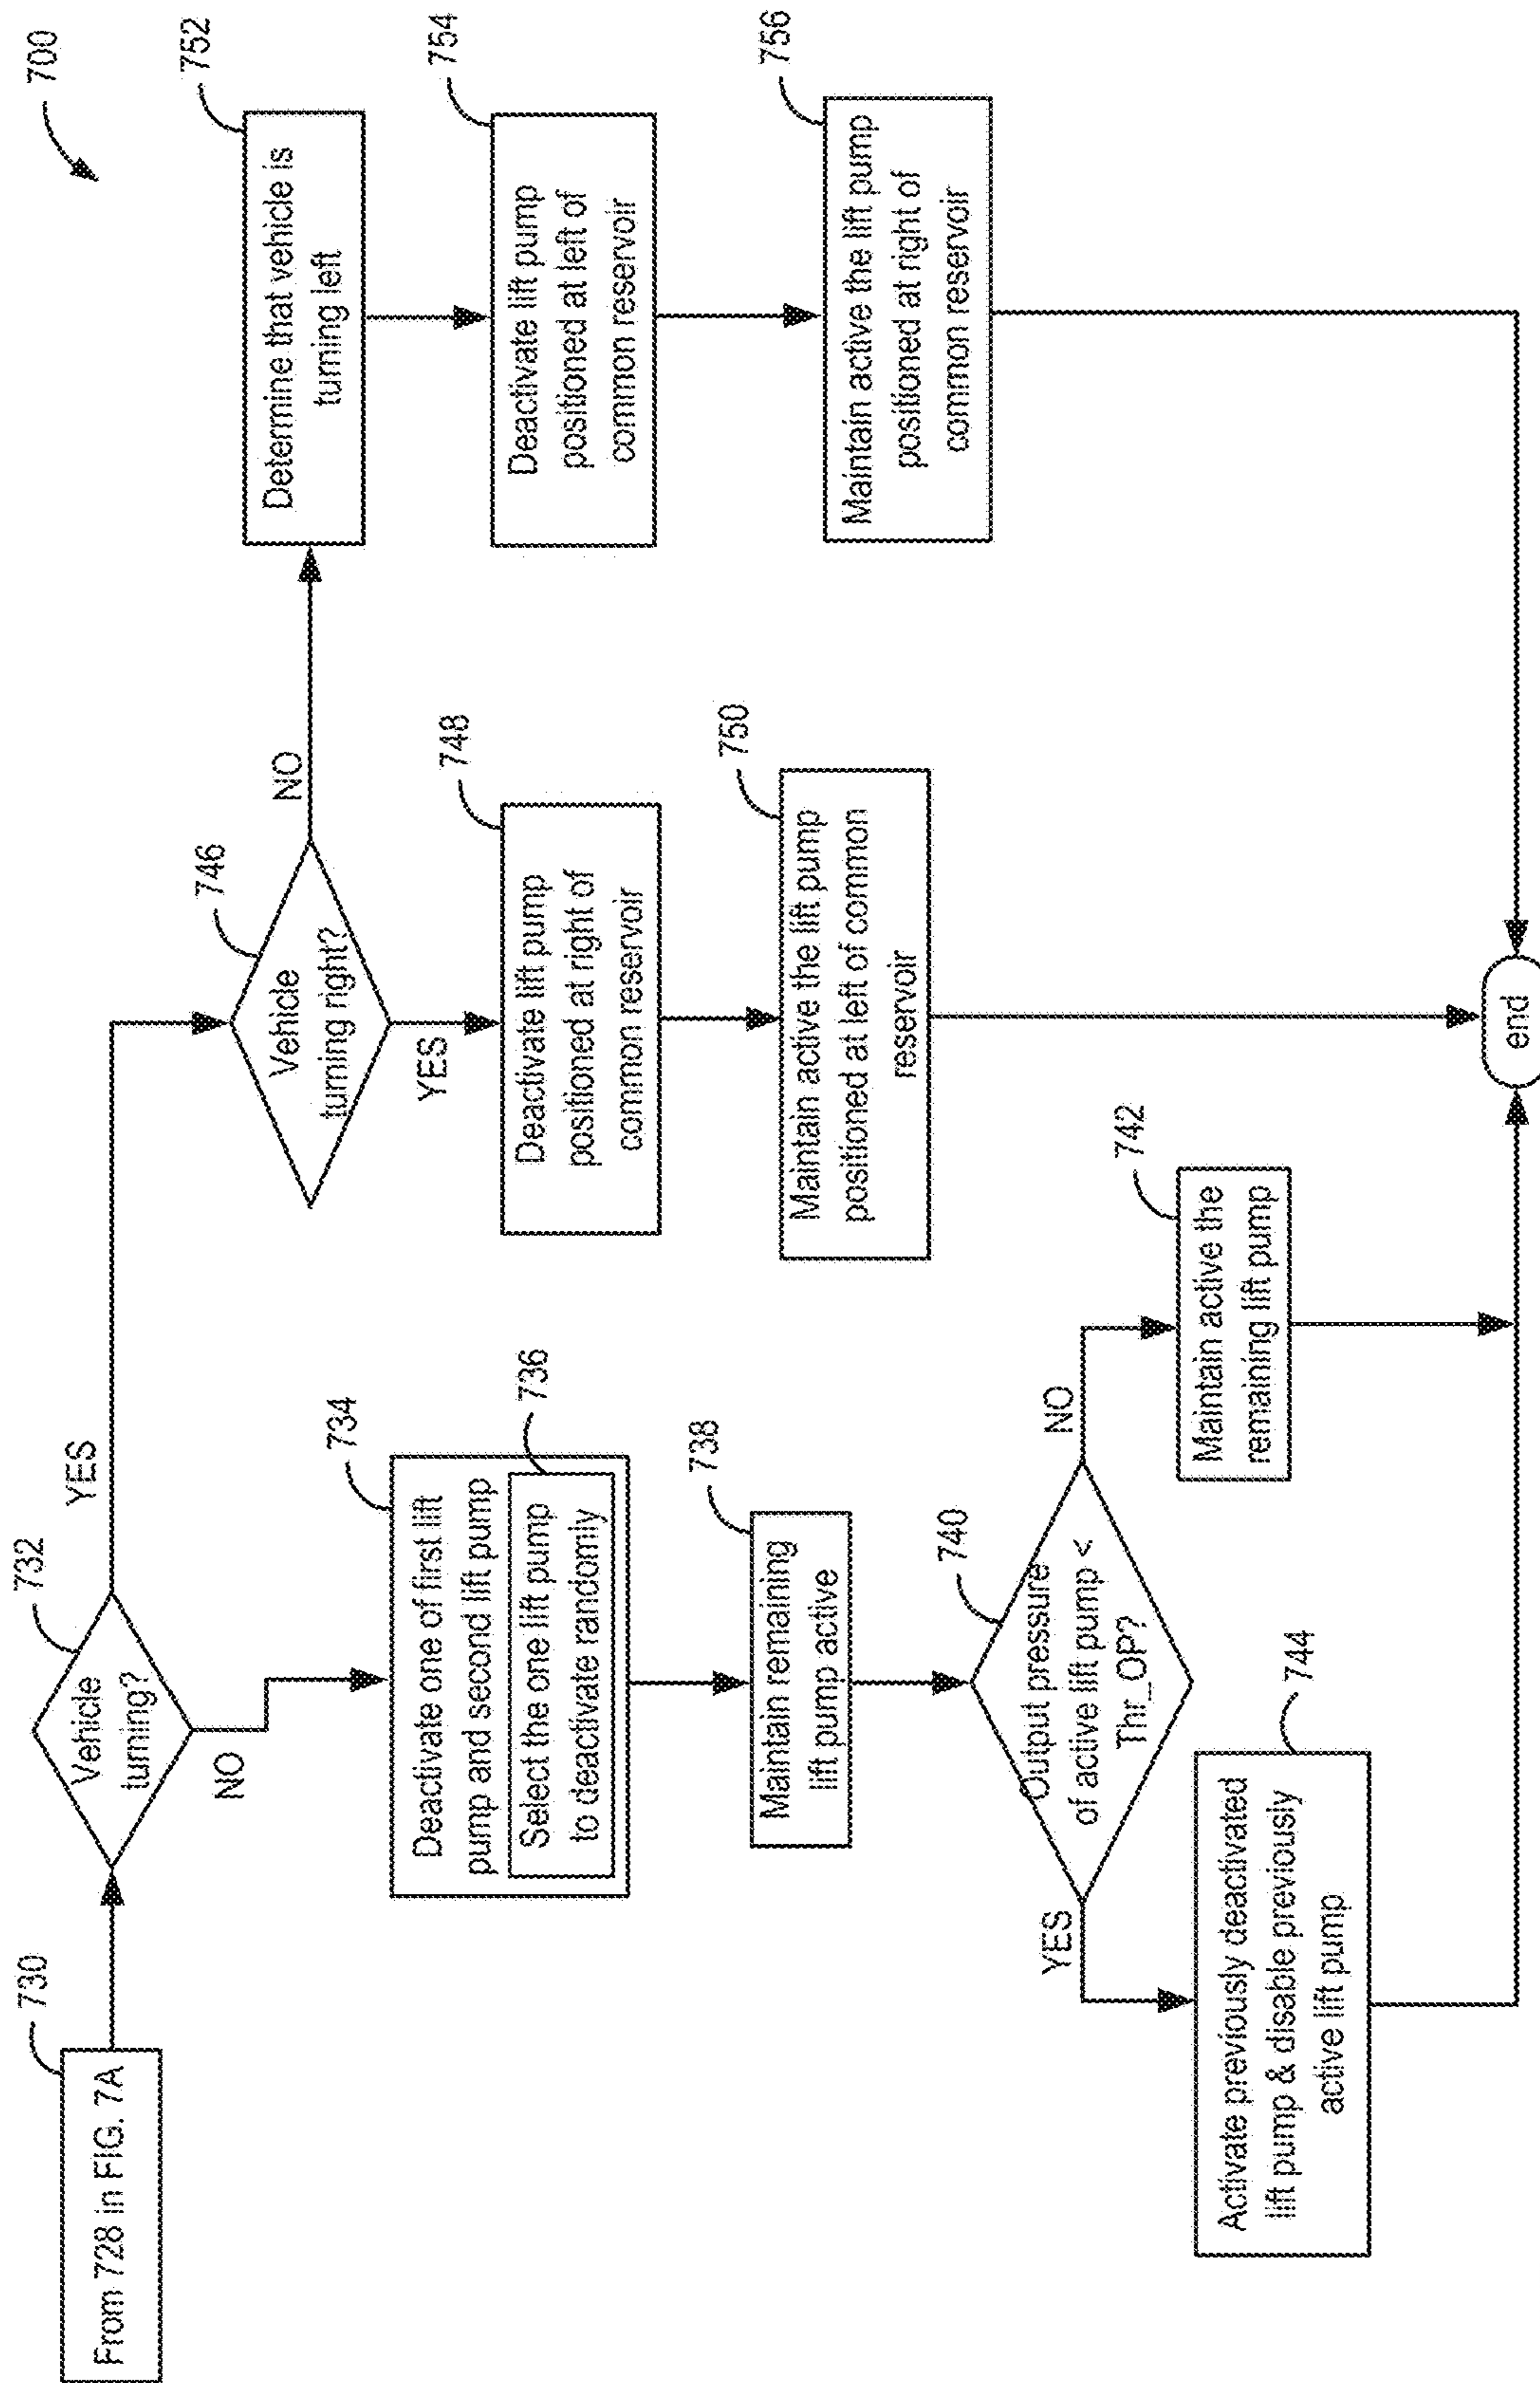 700
730
From 728 in FIG. 7A
732
Vehicle
turning?
YES
NO
734
Deactivate one of first lift
pump and second lift pump
736
Select the one lift pump
to deactivate randomly
738
Maintain remaining
lift pump active
740
Output pressure
of active lift pump <
Thr_OP?
YES
NO
744
Activate previously deactivated
lift pump & disable previously
active lift pump
742
Maintain active the
remaining lift pump
746
Vehicle
turning right?
NO
YES
748
Deactivate lift pump
positioned at right of
common reservoir
750
Maintain active the lift pump
positioned at left of common
reservoir
752
Determine that vehicle is
turning left
754
Deactivate lift pump
positioned at left of
common reservoir
756
Maintain active the lift pump
positioned at right of
common reservoir
end